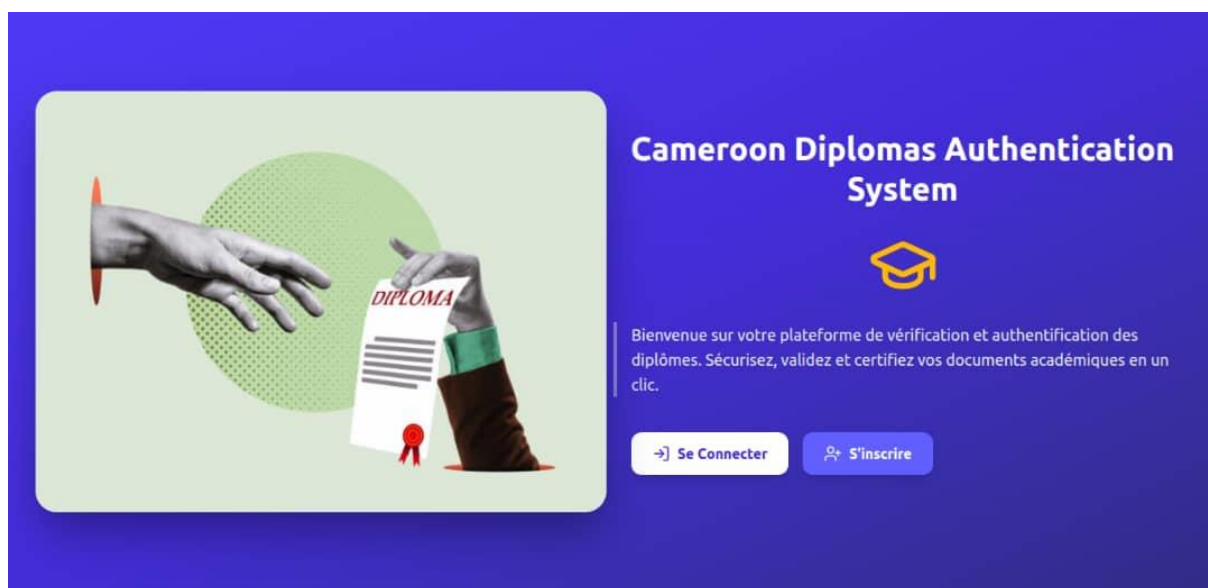 DIPLOMA
Cameroon Diplomas Authentication
System
Bienvenue sur votre plateforme de vérification et authentification des
diplômes. Sécurisez, validez et certifiez vos documents académiques en un
clic.
Se Connecter
S'inscrire